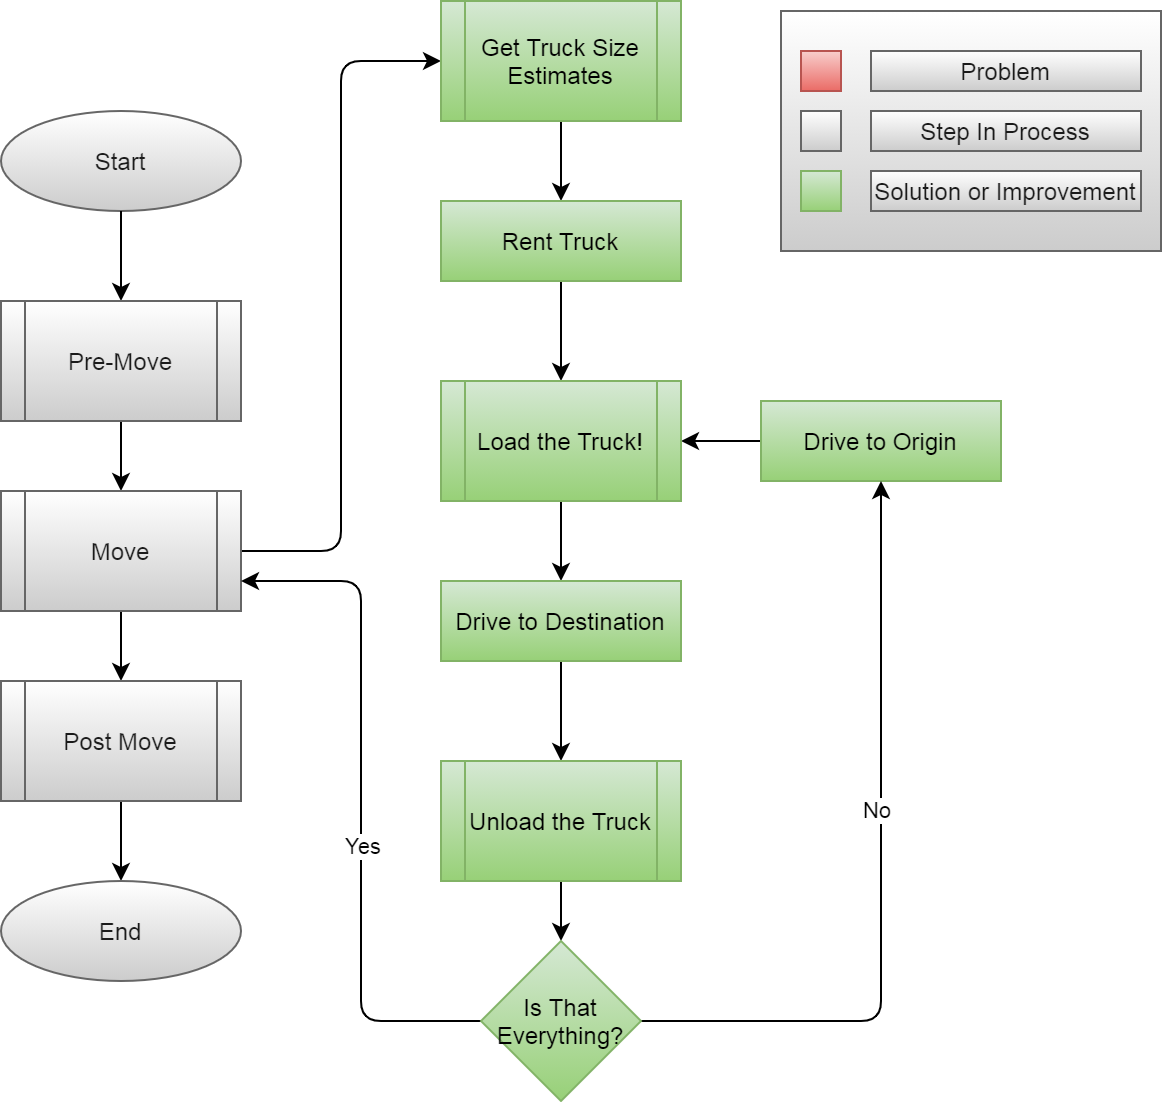 Start
Pre-Move
Move
Post Move
End
Get Truck Size
Estimates
Rent Truck
Load the Truck!
Drive to Destination
Unload the Truck
Is That
Everything?
Yes
No
Drive to Origin
Problem
Step In Process
Solution or Improvement